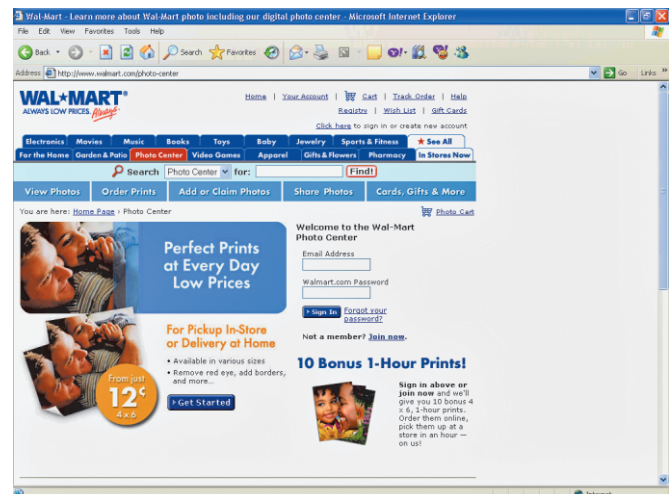 Wal-Mart - Learn more about Wal-Mart photo including our digital photo center - Microsoft Internet Explorer
File Edit View Favorites Tools Help
Back Search Favorites
Address http://www.walmart.com/photo-center Go Links »
WAL★MART®
ALWAYS LOW PRICES. Always.
Home | Your Account | Cart | Track Order | Help
Registry | Wish List | Gift Cards
Click here to sign in or create new account
Electronics Movies Music Books Toys Baby Jewelry Sports & Fitness ★ See All
For the Home Garden & Patio Photo Center Video Games Apparel Gifts & Flowers Pharmacy In Stores Now
Search Photo Center for: Find!
View Photos Order Prints Add or Claim Photos Share Photos Cards, Gifts & More
You are here: Home Page › Photo Center Photo Cart
Perfect Prints
at Every Day
Low Prices
For Pickup In-Store
or Delivery at Home
• Available in various sizes
• Remove red eye, add borders,
and more...
Get Started
From just
12¢
4x6
Welcome to the Wal-Mart
Photo Center
Email Address
Walmart.com Password
Sign In Forgot your
password?
Not a member? Join now.
10 Bonus 1-Hour Prints!
Sign in above or
join now and we'll
give you 10 bonus 4
x 6, 1-hour prints.
Order them online,
pick them up at a
store in an hour —
on us!
Internet